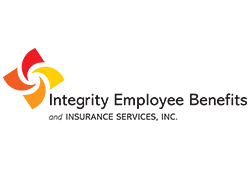 Integrity Employee Benefits
and INSURANCE SERVICES, INC.